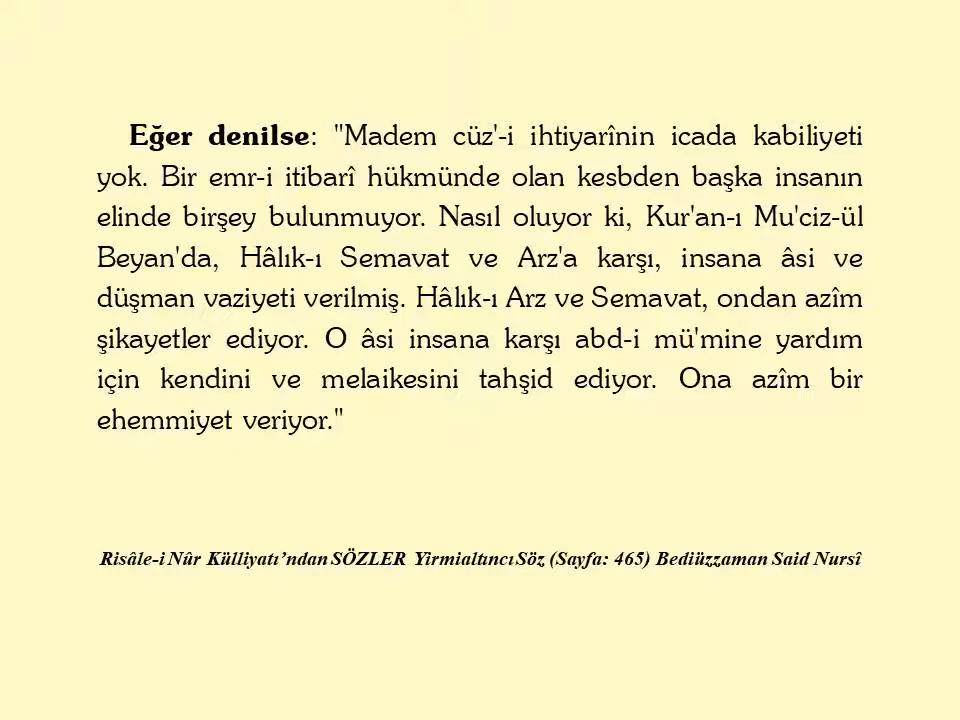 Eğer denilse: "Madem cüz'-i ihtiyarînin icada kabiliyeti
yok. Bir emr-i itibarî hükmünde olan kesbden başka insanın
elinde birşey bulunmuyor. Nasıl oluyor ki, Kur'an-ı Mu'ciz-ül
Beyan'da, Hâlık-ı Semavat ve Arz'a karşı, insana âsi ve
düşman vaziyeti verilmiş. Hâlık-ı Arz ve Semavat, ondan azîm
şikayetler ediyor. O âsi insana karşı abd-i mü'mine yardım
için kendini ve melaikesini tahşid ediyor. Ona azîm bir
ehemmiyet veriyor."
Risâle-i Nûr Külliyatı'ndan SÖZLER Yirmialtıncı Söz (Sayfa: 465) Bediüzzaman Said Nursî